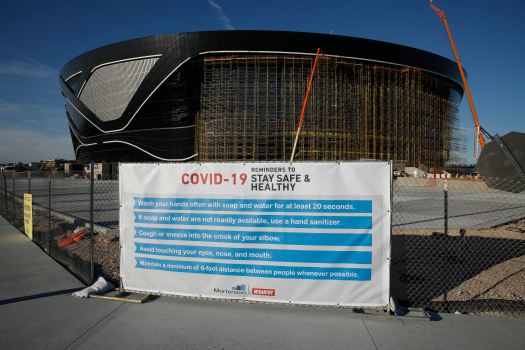 COVID-19 REMINDERS TO
STAY SAFE &
HEALTHY
Wash your hands often with soap and water for at least 20 seconds.
If soap and water are not readily available, use a hand sanitizer.
Cough or sneeze into the crook of your elbow.
Avoid touching your eyes, nose, and mouth.
Maintain a minimum of 6-foot distance between people whenever possible.
Mortenson McCARTHY